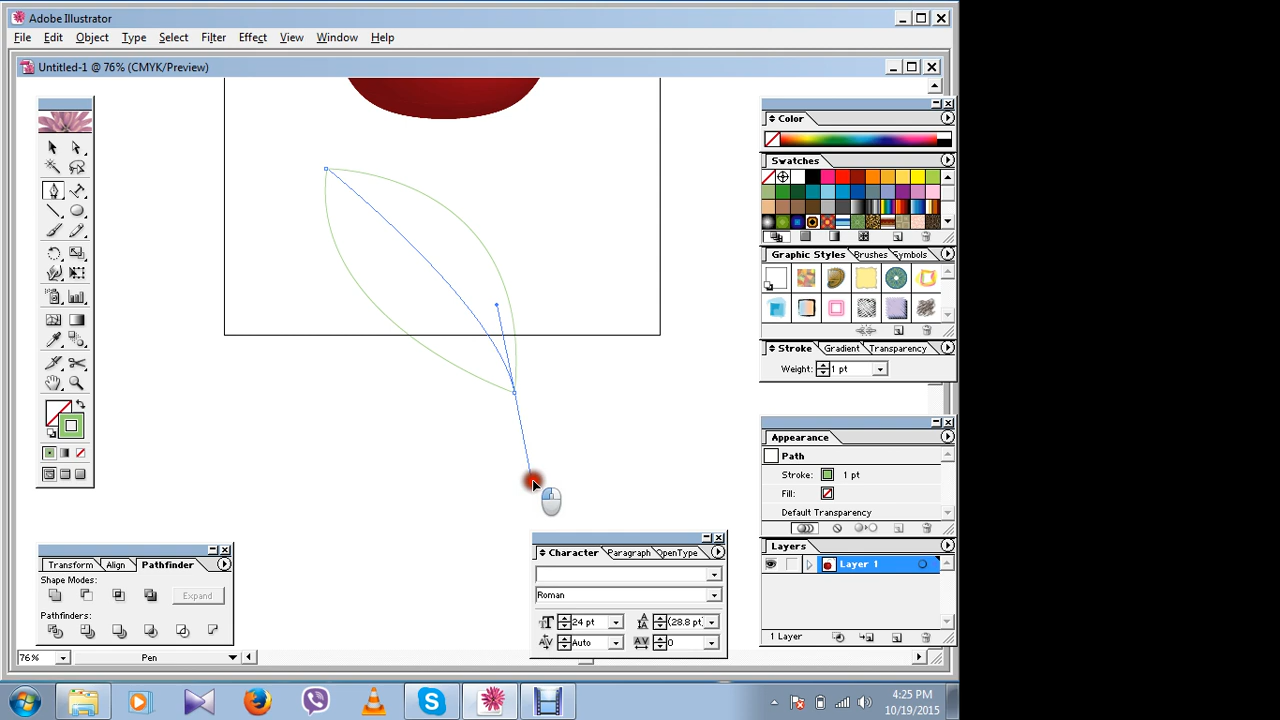 Adobe Illustrator
File Edit Object Type Select Filter Effect View Window Help
Untitled-1 @ 76% (CMYK/Preview)
Color
Swatches
Graphic Styles Brushes Symbols
Stroke Gradient Transparency
Weight: 1 pt
Appearance
Path
Stroke: 1 pt
Fill:
Default Transparency
Layers
Layer 1
1 Layer
Transform Align Pathfinder
Shape Modes:
Expand
Pathfinders:
Character Paragraph OpenType
Roman
24 pt (28.8 pt)
Auto 0
76% Pen
4:25 PM
10/19/2015